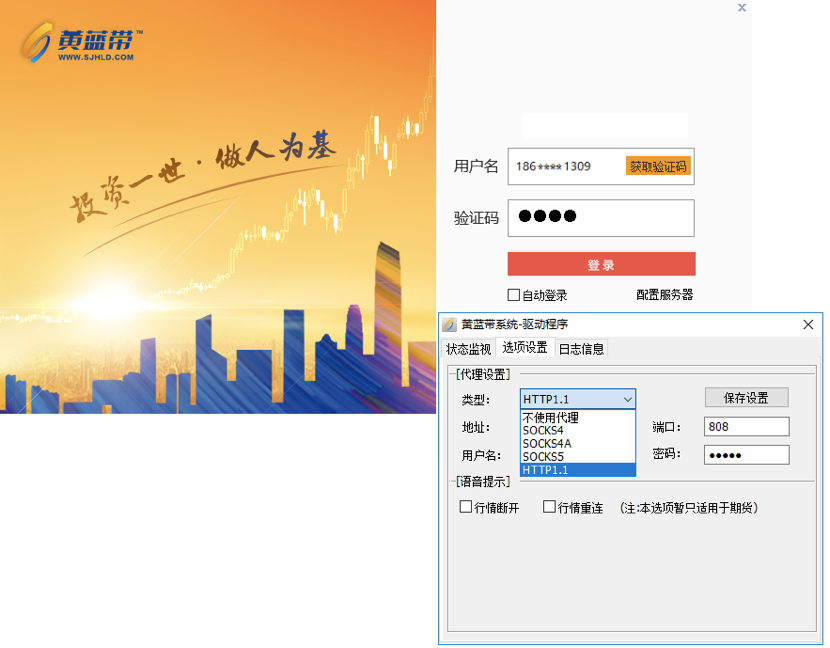 黄蓝带™
WWW.SJHLD.COM
投资一世·做人为基
x
用户名 186****1309 获取验证码
验证码 ●●●●
登录
自动登录 配置服务器
黄蓝带系统-驱动程序
状态监视 选项设置 日志信息
[代理设置]
类型: HTTP1.1 保存设置
不使用代理
SOCKS4
SOCKS4A
SOCKS5
HTTP1.1
地址: 端口: 808
用户名: 密码: ●●●●●
[语音提示]
行情断开 行情重连 (注:本选项暂只适用于期货)